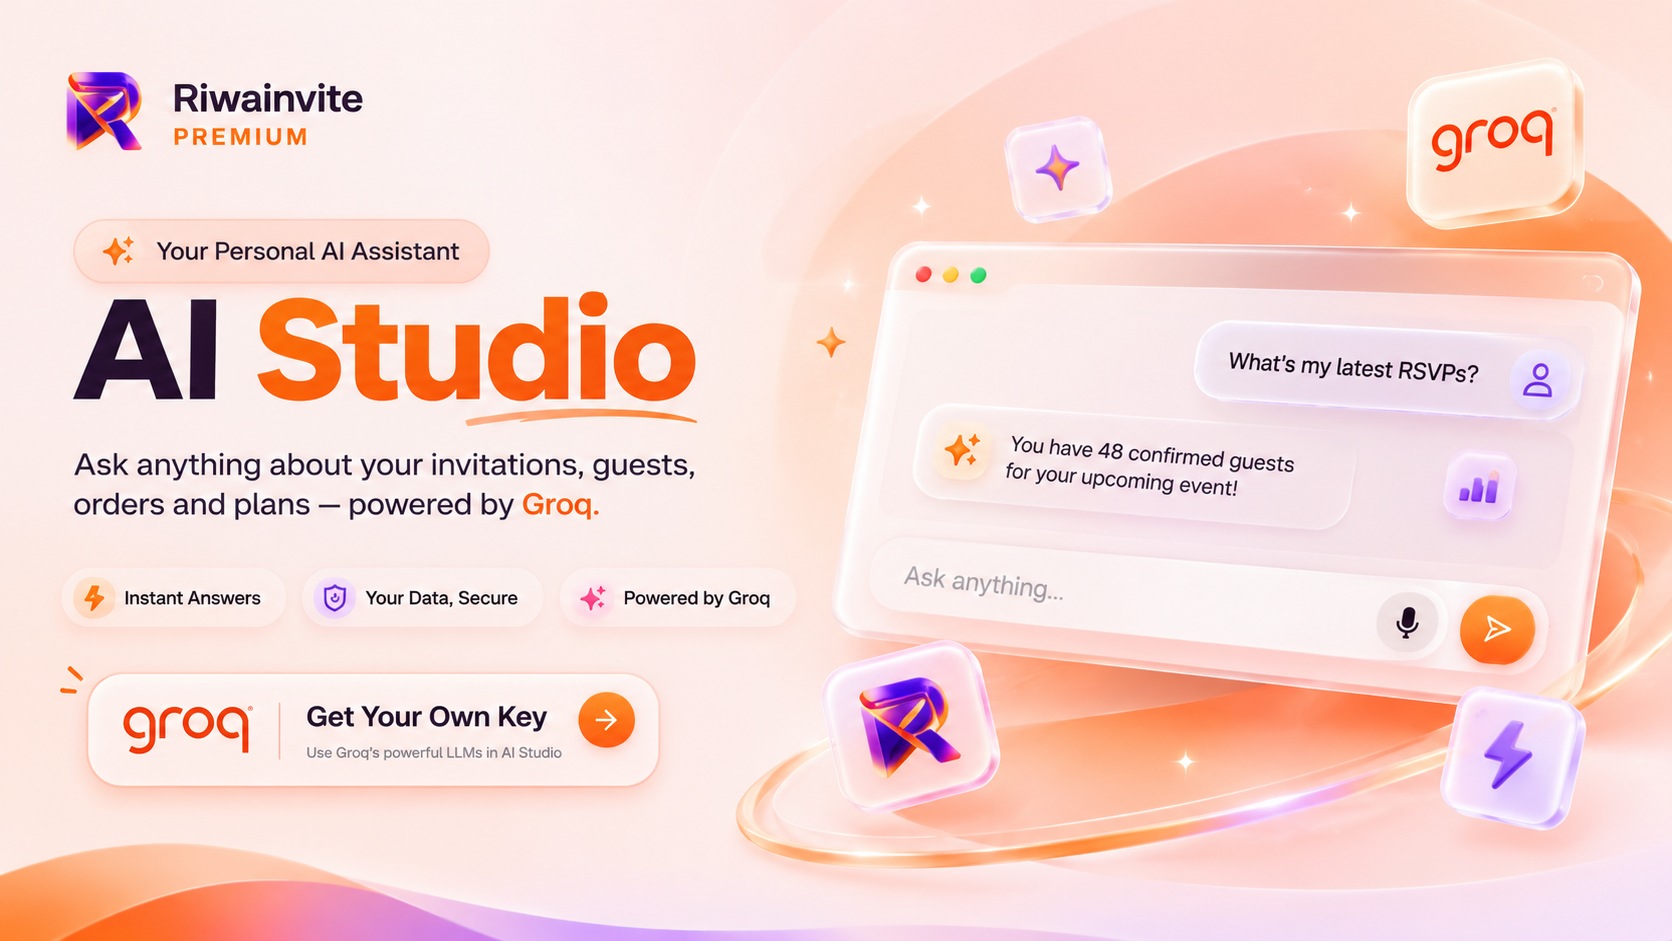 Riwainvite
PREMIUM
Your Personal AI Assistant
AI Studio
Ask anything about your invitations, guests,
orders and plans — powered by Groq.
Instant Answers
Your Data, Secure
Powered by Groq
groq®
Get Your Own Key
Use Groq's powerful LLMs in AI Studio
groq®
What's my latest RSVPs?
You have 48 confirmed guests
for your upcoming event!
Ask anything...